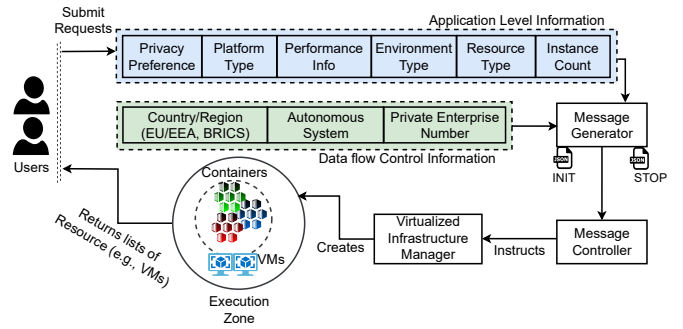 Submit
Requests
Application Level Information
Privacy
Preference
Platform
Type
Performance
Info
Environment
Type
Resource
Type
Instance
Count
Country/Region
(EU/EEA, BRICS)
Autonomous
System
Private Enterprise
Number
Data flow Control Information
Message
Generator
JSON
INIT
JSON
STOP
Users
Containers
VMs
Execution
Zone
Returns lists of
Resource (e.g., VMs)
Creates
Virtualized
Infrastructure
Manager
Instructs
Message
Controller